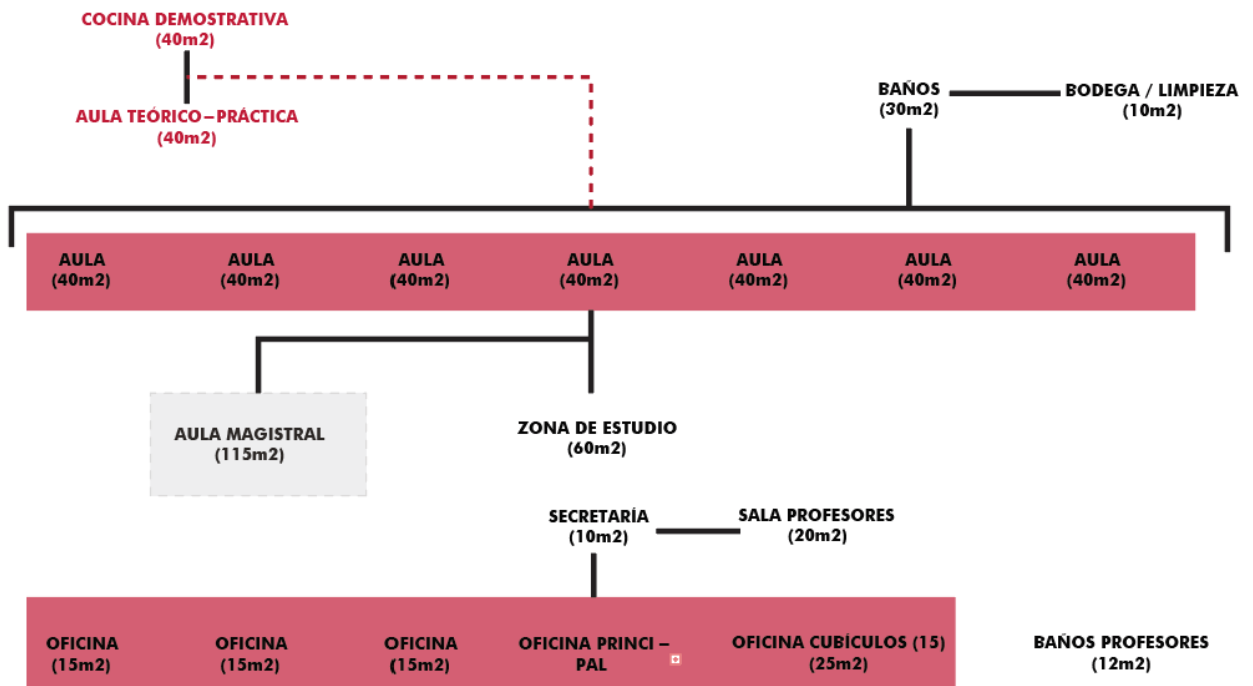 COCINA DEMOSTRATIVA
(40m2)
AULA TEÓRICO–PRÁCTICA
(40m2)
BAÑOS
(30m2)
BODEGA / LIMPIEZA
(10m2)
AULA
(40m2)
AULA
(40m2)
AULA
(40m2)
AULA
(40m2)
AULA
(40m2)
AULA
(40m2)
AULA
(40m2)
AULA MAGISTRAL
(115m2)
ZONA DE ESTUDIO
(60m2)
SECRETARÍA
(10m2)
SALA PROFESORES
(20m2)
OFICINA
(15m2)
OFICINA
(15m2)
OFICINA
(15m2)
OFICINA PRINCI –
PAL
OFICINA CUBÍCULOS (15)
(25m2)
BAÑOS PROFESORES
(12m2)